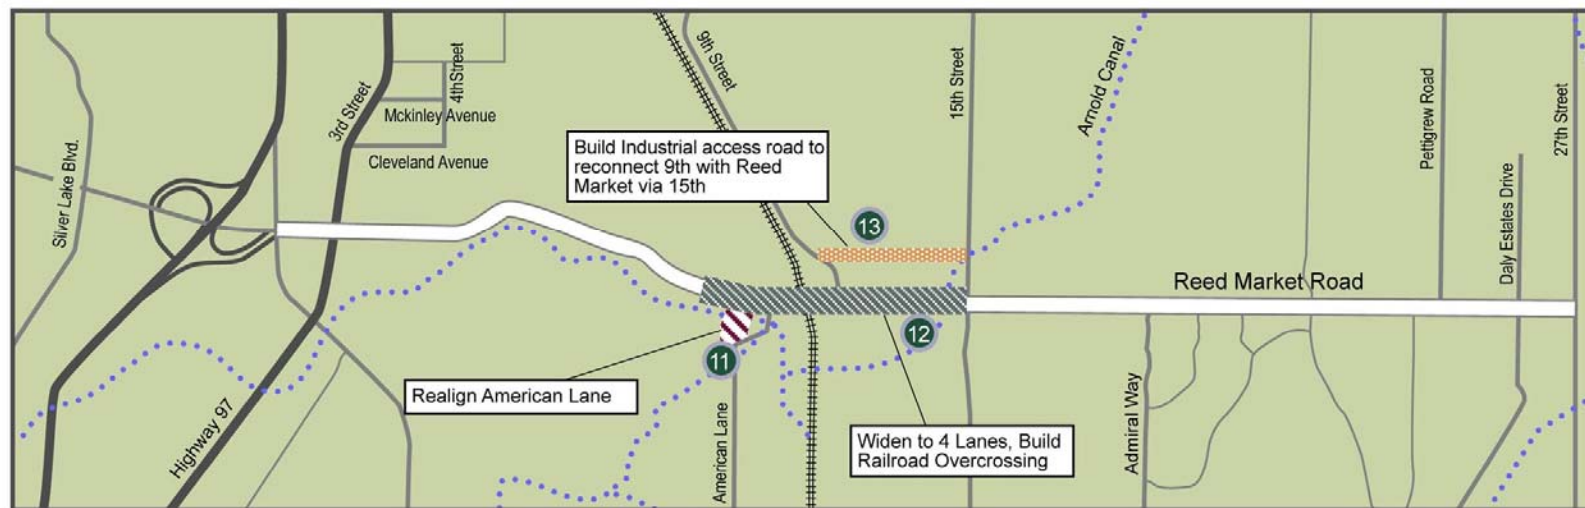 Silver Lake Blvd.
3rd Street
4thStreet
Mckinley Avenue
Cleveland Avenue
9th Street
15th Street
Arnold Canal
Pettigrew Road
27th Street
Daly Estates Drive
Build Industrial access road to
reconnect 9th with Reed
Market via 15th
13
Reed Market Road
12
11
Realign American Lane
Highway 97
American Lane
Widen to 4 Lanes, Build
Railroad Overcrossing
Admiral Way